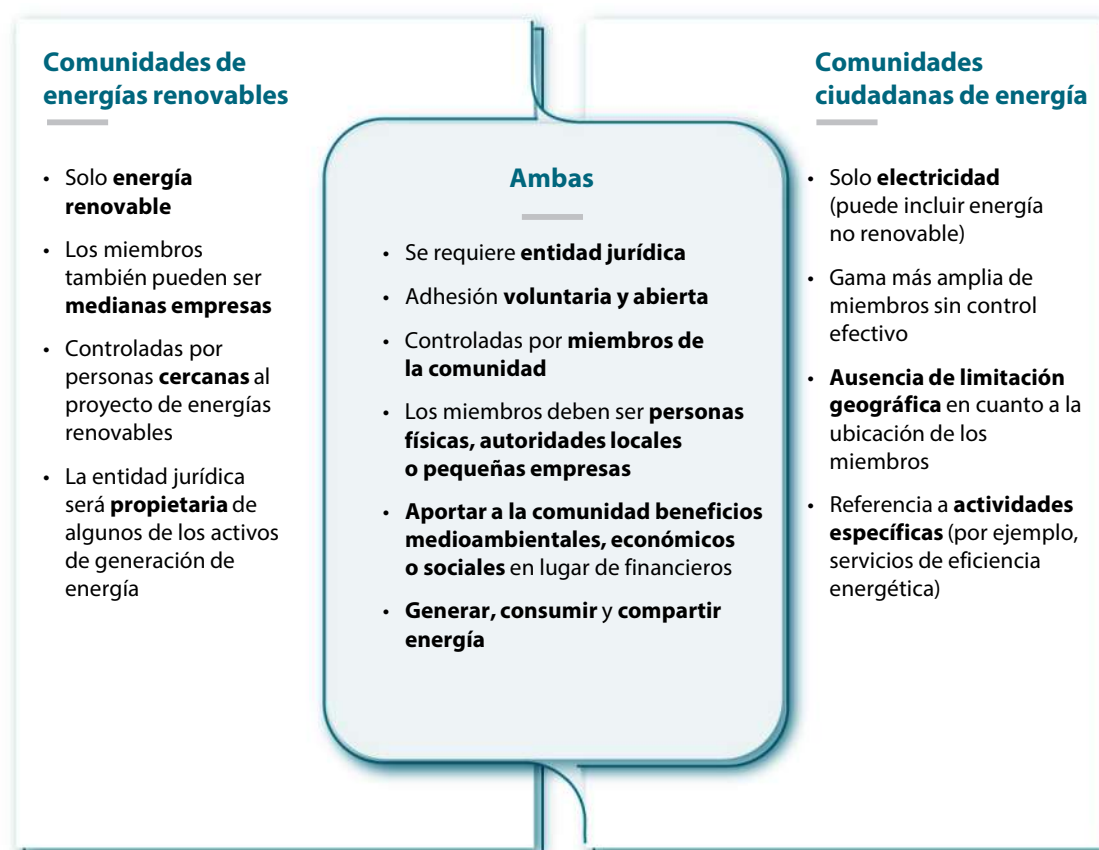 Comunidades de
energías renovables
• Solo energía
renovable
• Los miembros
también pueden ser
medianas empresas
• Controladas por
personas cercanas al
proyecto de energías
renovables
• La entidad jurídica
será propietaria de
algunos de los activos
de generación de
energía
Ambas
• Se requiere entidad jurídica
• Adhesión voluntaria y abierta
• Controladas por miembros de
la comunidad
• Los miembros deben ser personas
físicas, autoridades locales
o pequeñas empresas
• Aportar a la comunidad beneficios
medioambientales, económicos
o sociales en lugar de financieros
• Generar, consumir y compartir
energía
Comunidades
ciudadanas de energía
• Solo electricidad
(puede incluir energía
no renovable)
• Gama más amplia de
miembros sin control
efectivo
• Ausencia de limitación
geográfica en cuanto a la
ubicación de los
miembros
• Referencia a actividades
específicas (por ejemplo,
servicios de eficiencia
energética)